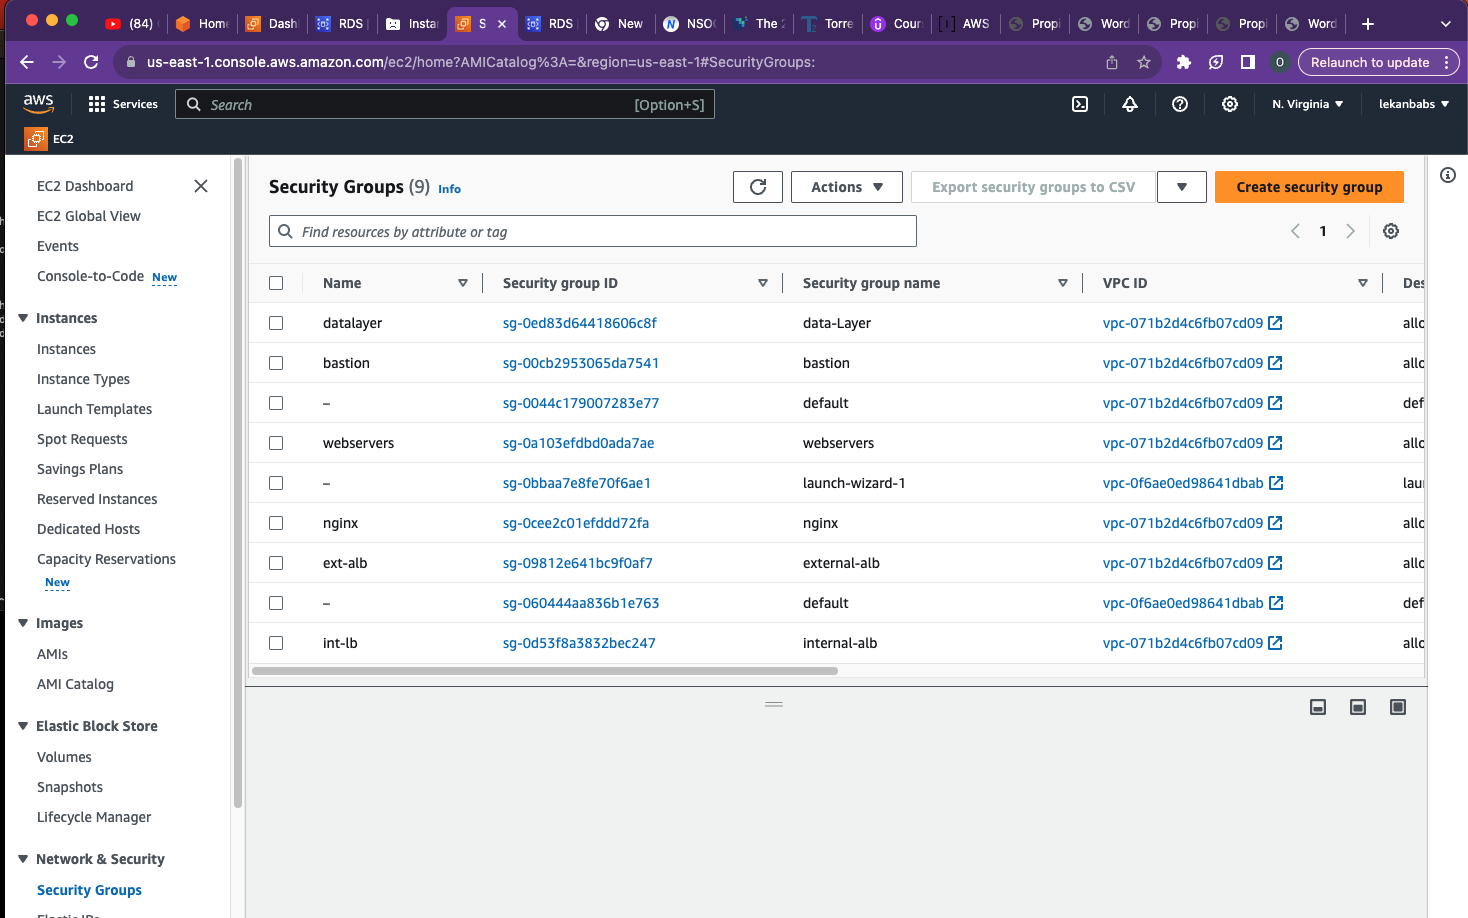 (84)
Home
Dash
RDS
Insta
S
RDS
New
NSO
The
Torre
Cour
AWS
Propi
Word
Propi
Propi
Word
us-east-1.console.aws.amazon.com/ec2/home?AMICatalog%3A=&region=us-east-1#SecurityGroups:
O
Relaunch to update
aws
Services
Search
[Option+S]
N. Virginia
lekanbabs
EC2
EC2 Dashboard
EC2 Global View
Events
Console-to-Code New
Instances
Instances
Instance Types
Launch Templates
Spot Requests
Savings Plans
Reserved Instances
Dedicated Hosts
Capacity Reservations
New
Images
AMIs
AMI Catalog
Elastic Block Store
Volumes
Snapshots
Lifecycle Manager
Network & Security
Security Groups
Elastic IPs
Security Groups (9) Info
Actions
Export security groups to CSV
Create security group
Find resources by attribute or tag
1
Name Security group ID Security group name VPC ID Des
datalayer sg-0ed83d64418606c8f data-Layer vpc-071b2d4c6fb07cd09 allo
bastion sg-00cb2953065da7541 bastion vpc-071b2d4c6fb07cd09 allo
– sg-0044c179007283e77 default vpc-071b2d4c6fb07cd09 def
webservers sg-0a103efdbd0ada7ae webservers vpc-071b2d4c6fb07cd09 allo
– sg-0bbaa7e8fe70f6ae1 launch-wizard-1 vpc-0f6ae0ed98641dbab lau
nginx sg-0cee2c01efddd72fa nginx vpc-071b2d4c6fb07cd09 allo
ext-alb sg-09812e641bc9f0af7 external-alb vpc-071b2d4c6fb07cd09 allo
– sg-060444aa836b1e763 default vpc-0f6ae0ed98641dbab def
int-lb sg-0d53f8a3832bec247 internal-alb vpc-071b2d4c6fb07cd09 allo